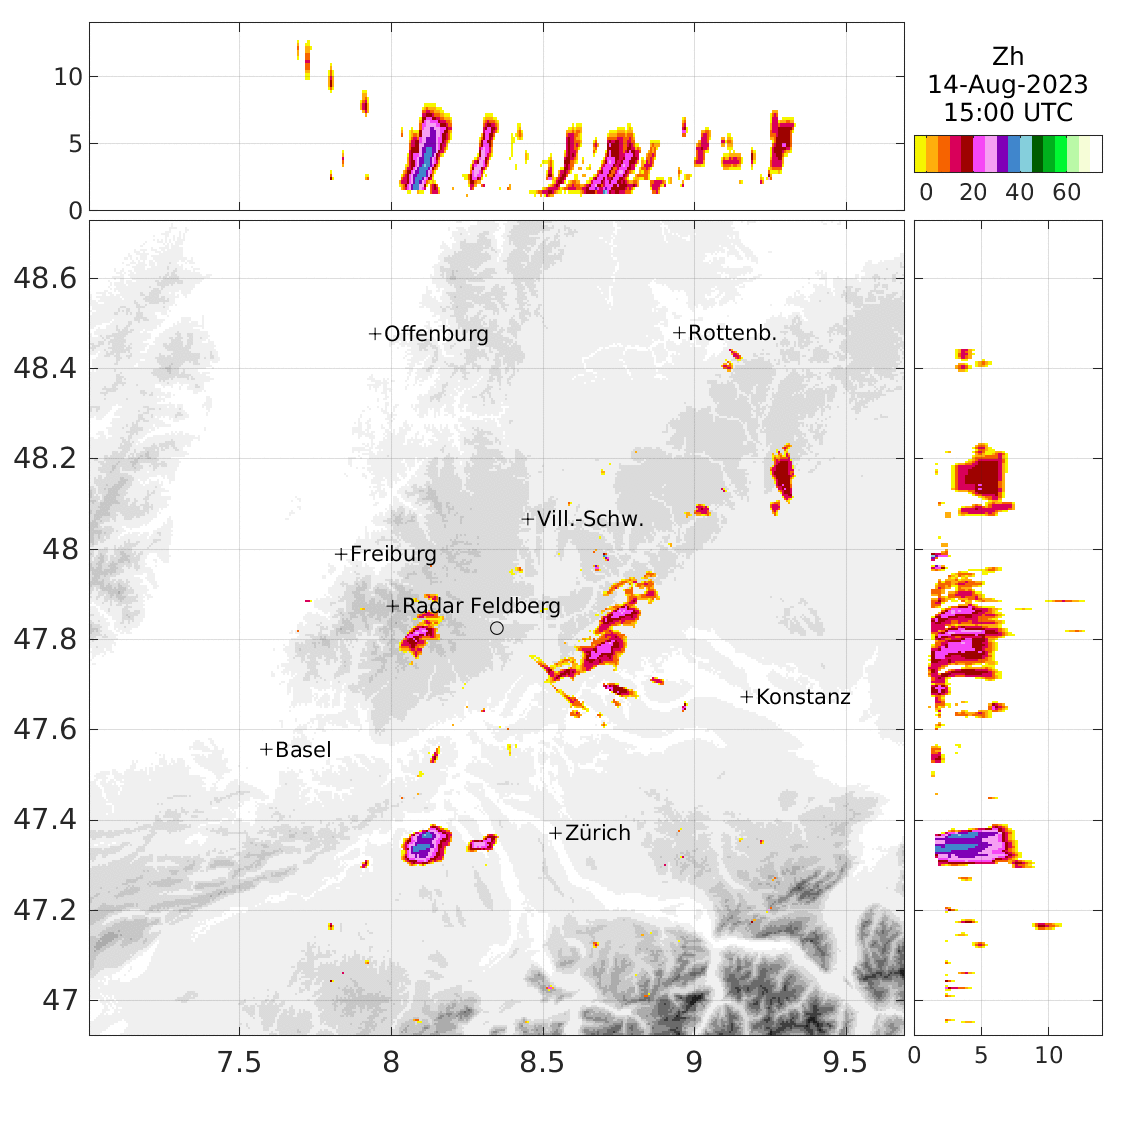 10
5
0
Zh
14-Aug-2023
15:00 UTC
0 20 40 60
48.6
48.4
48.2
48
47.8
47.6
47.4
47.2
47
+Offenburg
+Rottenb.
+Vill.-Schw.
+Freiburg
+Radar Feldberg
+Konstanz
+Basel
+Zürich
7.5 8 8.5 9 9.5
0 5 10